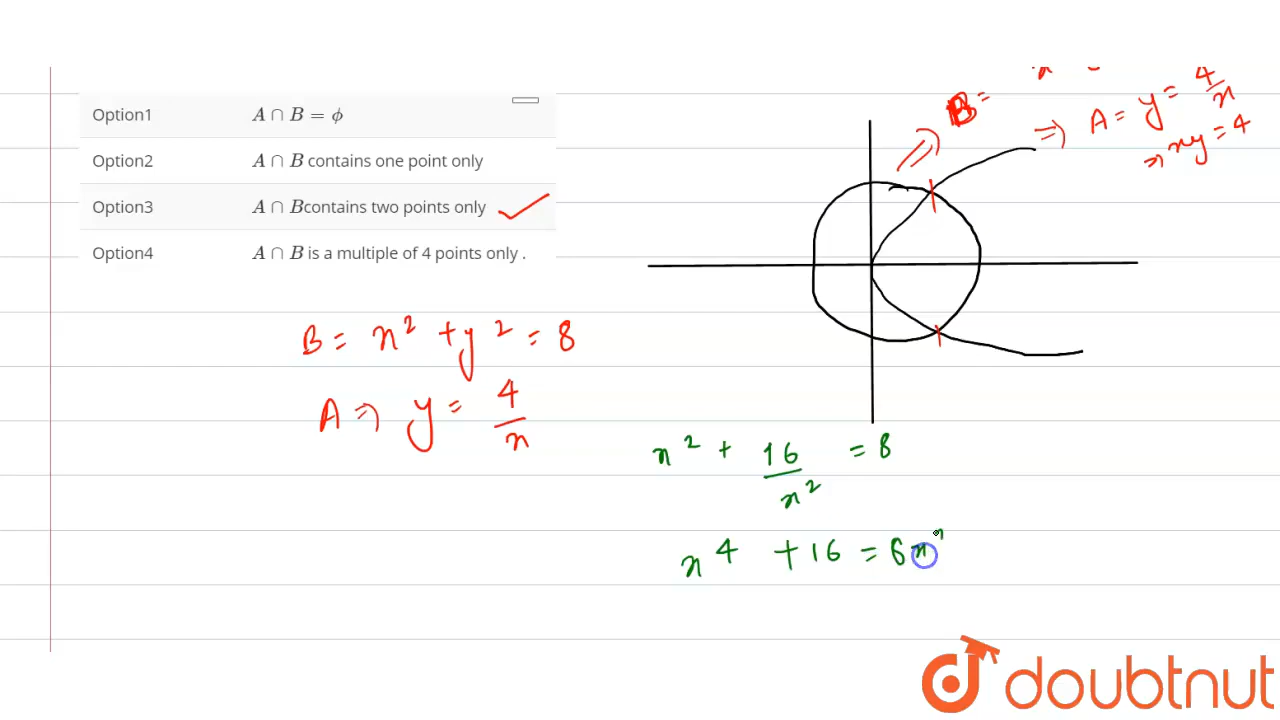 Option1 A ∩ B = ϕ
Option2 A ∩ B contains one point only
Option3 A ∩ Bcontains two points only
Option4 A ∩ B is a multiple of 4 points only .
B =
⇒ A = y = 4/x
⇒ xy = 4
B = x² + y² = 8
A ⇒ y = 4/x
x² + 16/x² = 8
x⁴ + 16 = 8x²
doubtnut